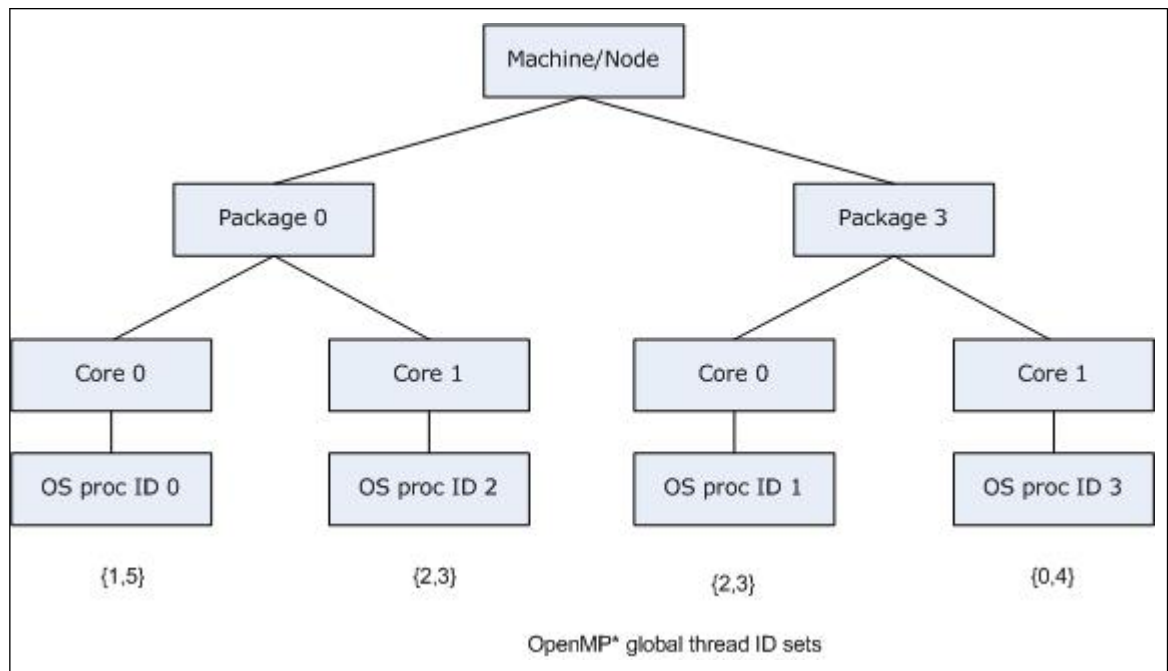 Machine/Node
Package 0
Package 3
Core 0
Core 1
Core 0
Core 1
OS proc ID 0
OS proc ID 2
OS proc ID 1
OS proc ID 3
{1,5}
{2,3}
{2,3}
{0,4}
OpenMP* global thread ID sets